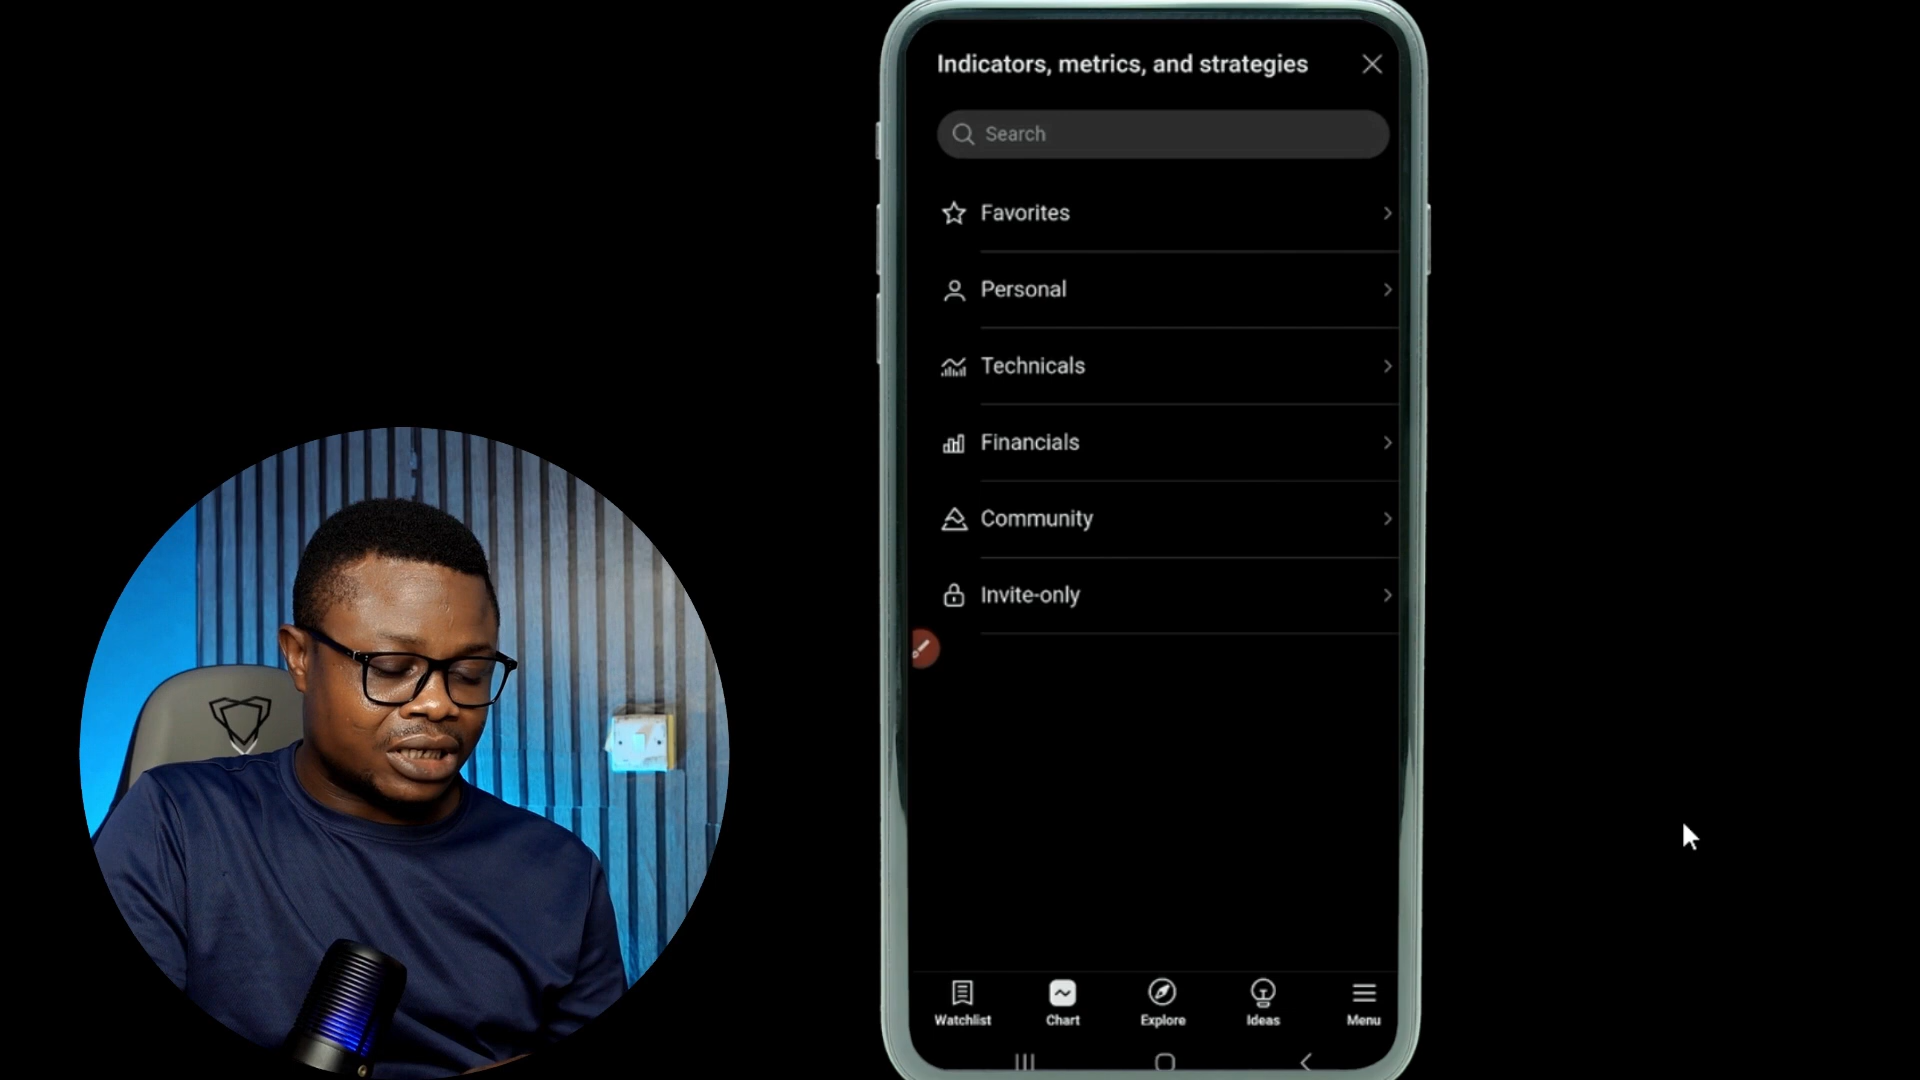 Indicators, metrics, and strategies
Search
Favorites
Personal
Technicals
Financials
Community
Invite-only
Watchlist
Chart
Explore
Ideas
Menu